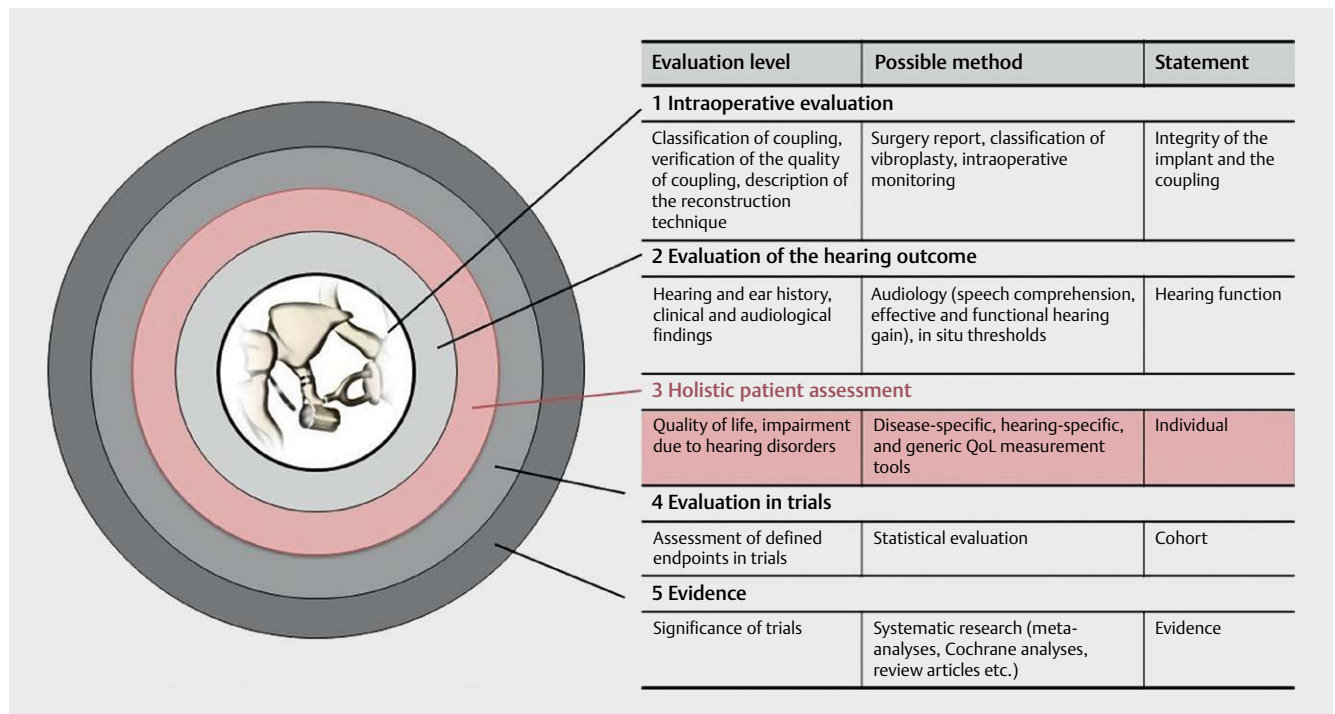 Evaluation level Possible method Statement
1 Intraoperative evaluation
Classification of coupling,
verification of the quality
of coupling, description of
the reconstruction
technique
Surgery report, classification of
vibroplasty, intraoperative
monitoring
Integrity of the
implant and the
coupling
2 Evaluation of the hearing outcome
Hearing and ear history,
clinical and audiological
findings
Audiology (speech comprehension,
effective and functional hearing
gain), in situ thresholds
Hearing function
3 Holistic patient assessment
Quality of life, impairment
due to hearing disorders
Disease-specific, hearing-specific,
and generic QoL measurement
tools
Individual
4 Evaluation in trials
Assessment of defined
endpoints in trials
Statistical evaluation
Cohort
5 Evidence
Significance of trials
Systematic research (meta-
analyses, Cochrane analyses,
review articles etc.)
Evidence